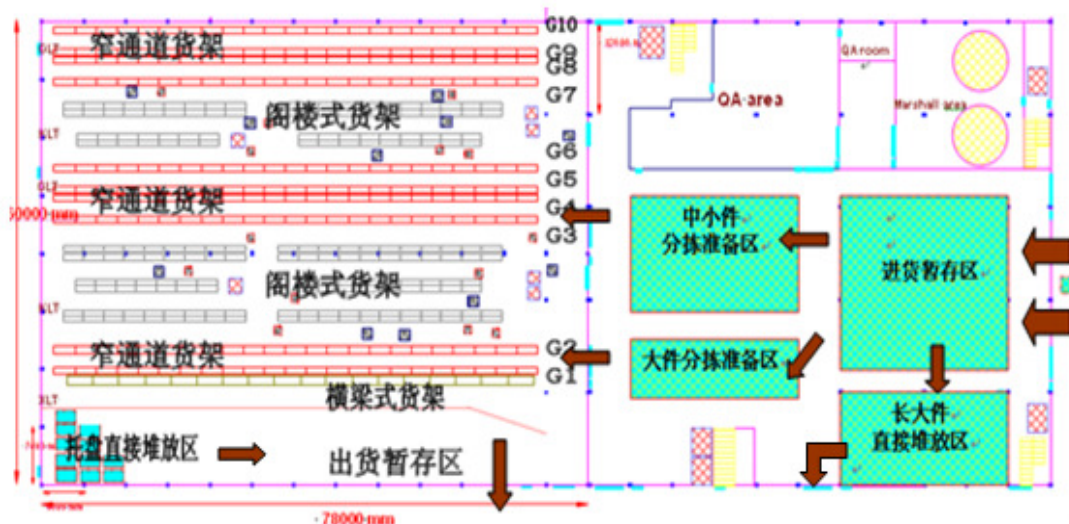 窄通道货架
G10
G9
G8
G7
阁楼式货架
G6
G5
窄通道货架
G4
G3
阁楼式货架
窄通道货架
G2
G1
横梁式货架
托盘直接堆放区
出货暂存区
78000 mm
QA area
QA room
Marshall area
中小件
分拣准备区
进货暂存区
大件分拣准备区
长大件
直接堆放区